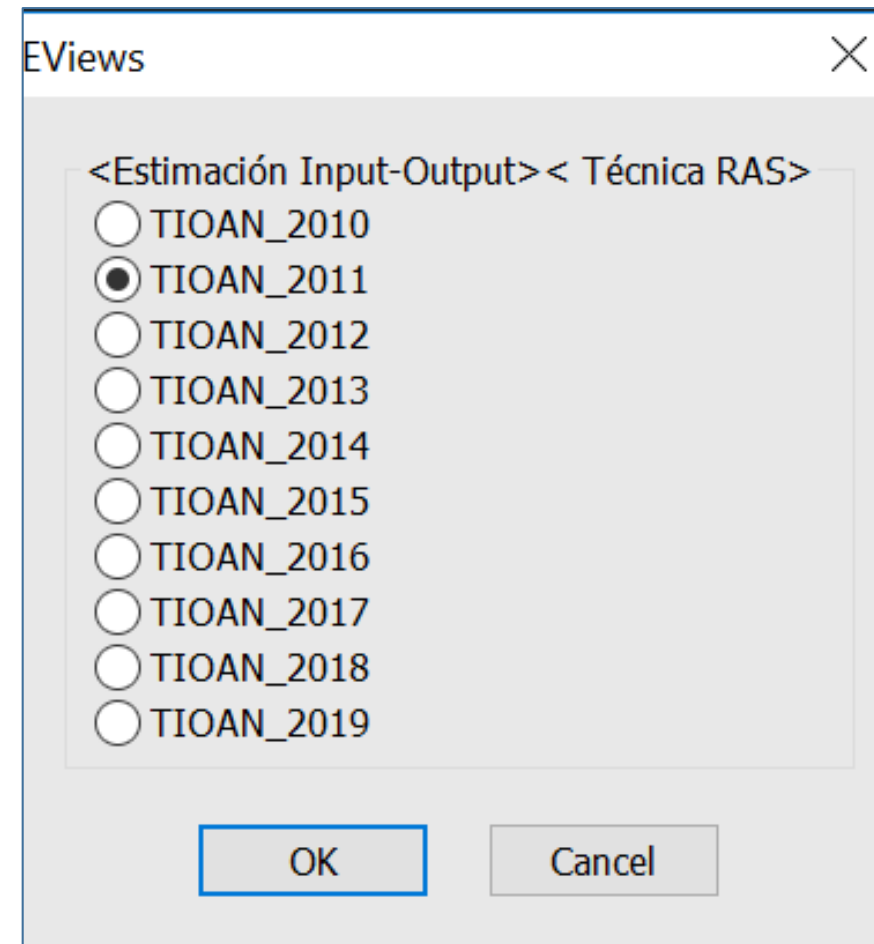 EViews
<Estimación Input-Output>< Técnica RAS>
TIOAN_2010
TIOAN_2011
TIOAN_2012
TIOAN_2013
TIOAN_2014
TIOAN_2015
TIOAN_2016
TIOAN_2017
TIOAN_2018
TIOAN_2019
OK Cancel